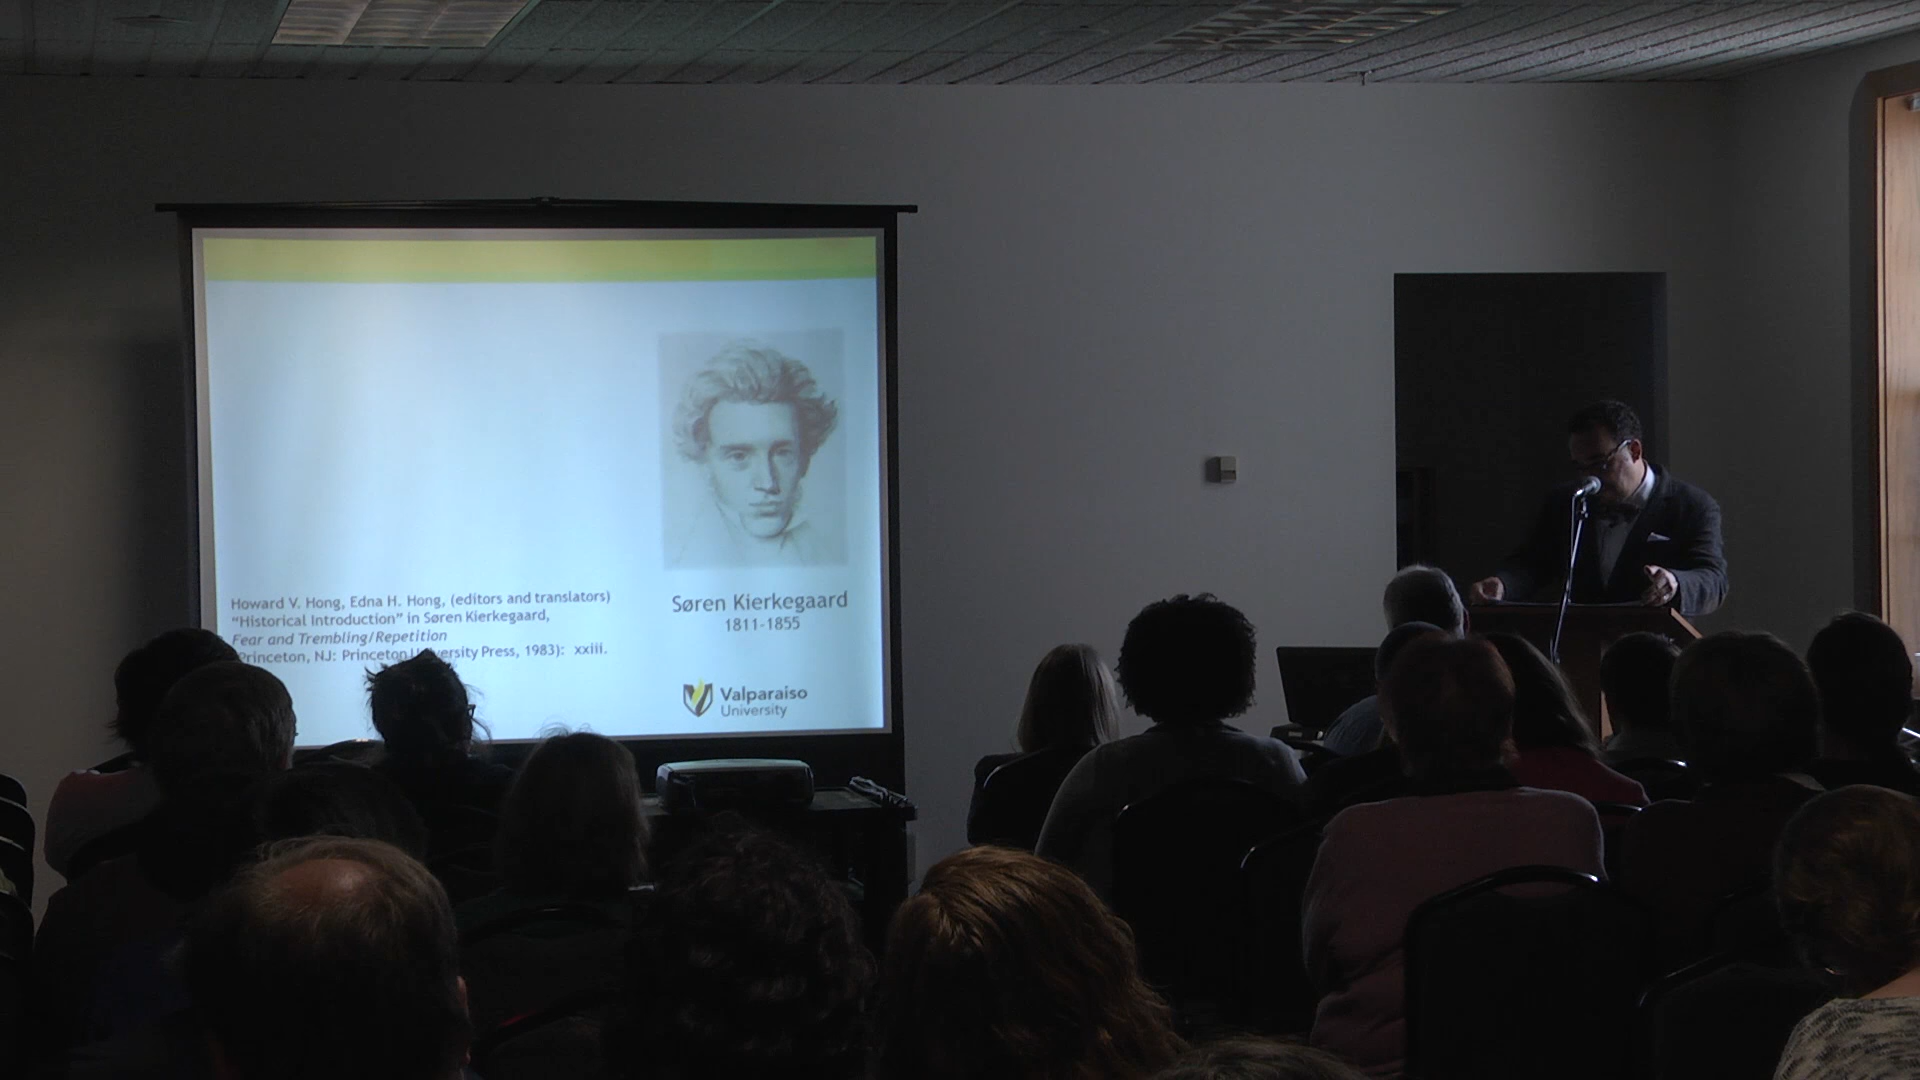 Howard V. Hong, Edna H. Hong, (editors and translators)
"Historical Introduction" in Søren Kierkegaard,
Fear and Trembling/Repetition
Princeton, NJ: Princeton University Press, 1983): xxiii.
Søren Kierkegaard
1811-1855
Valparaiso
University